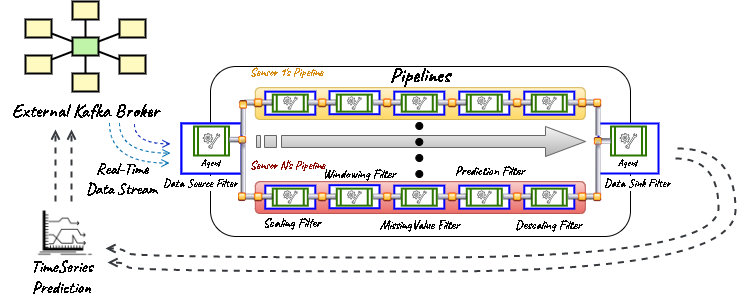 Sensor 1's Pipeline
Pipelines
External Kafka Broker
Agent
Agent
Real-Time
Data Stream
Sensor N's Pipeline
Windowing Filter
Prediction Filter
Data Source Filter
Data Sink Filter
Scaling Filter
MissingValue Filter
Descaling Filter
TimeSeries
Prediction